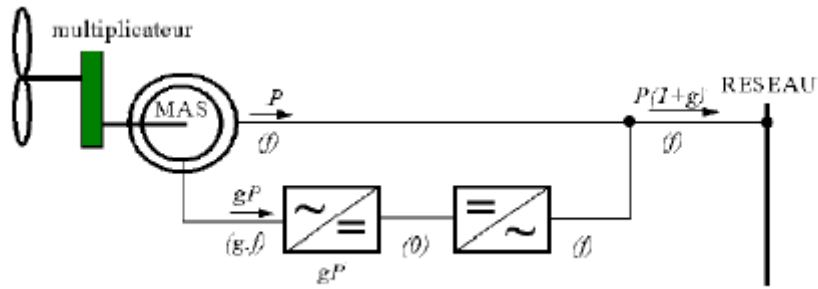 multiplicateur
MAS
P
(f)
P(1+g)
(f)
RESEAU
gP
(g.f)
~
=
gP
(0)
=
~
(f)